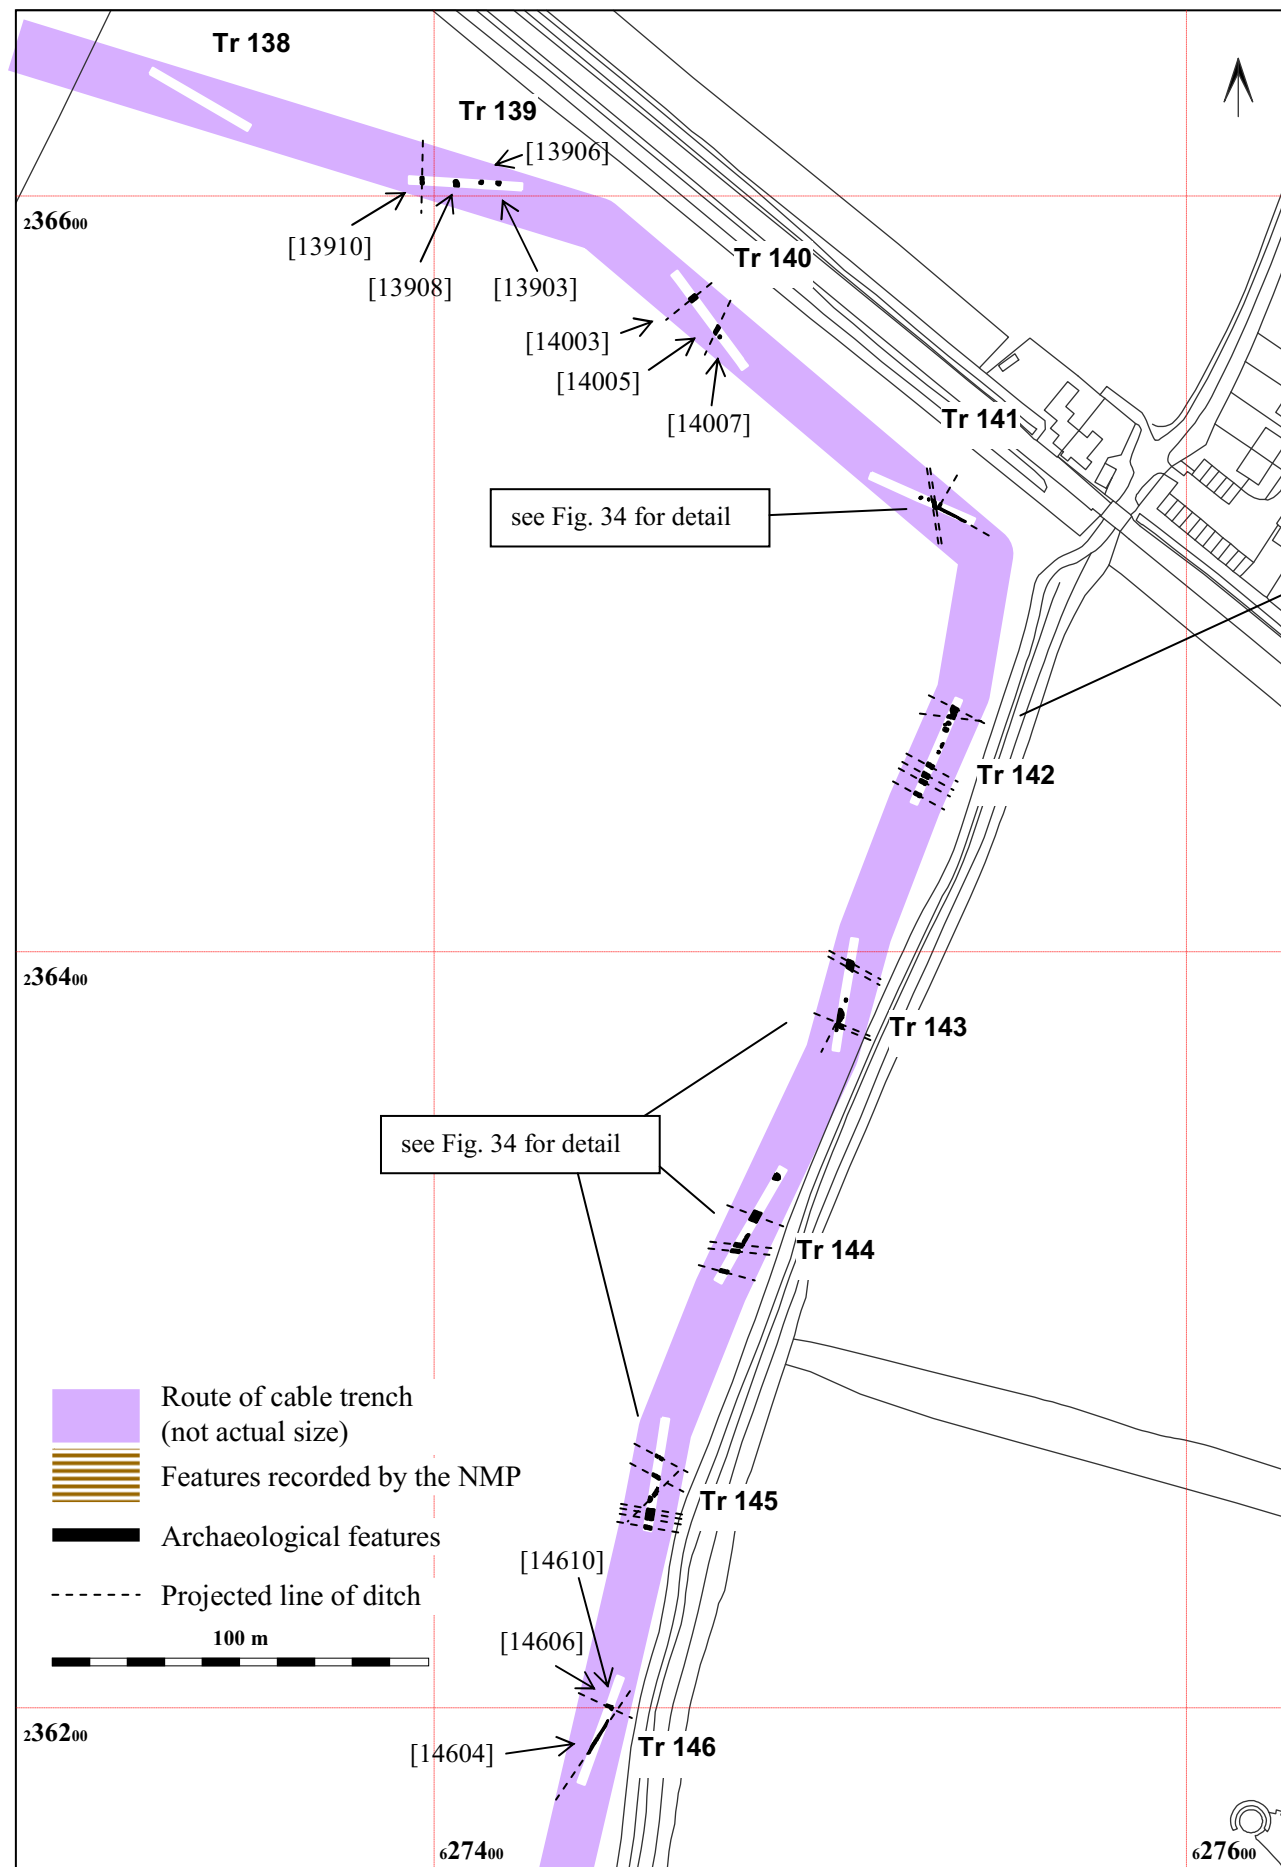 Tr 138
Tr 139
[13906]
236600
[13910]
[13908]
[13903]
Tr 140
[14003]
[14005]
[14007]
Tr 141
see Fig. 34 for detail
Tr 142
236400
Tr 143
see Fig. 34 for detail
Tr 144
Route of cable trench
(not actual size)
Features recorded by the NMP
Tr 145
Archaeological features
[14610]
Projected line of ditch
100 m
[14606]
236200
[14604]
Tr 146
627400
627600